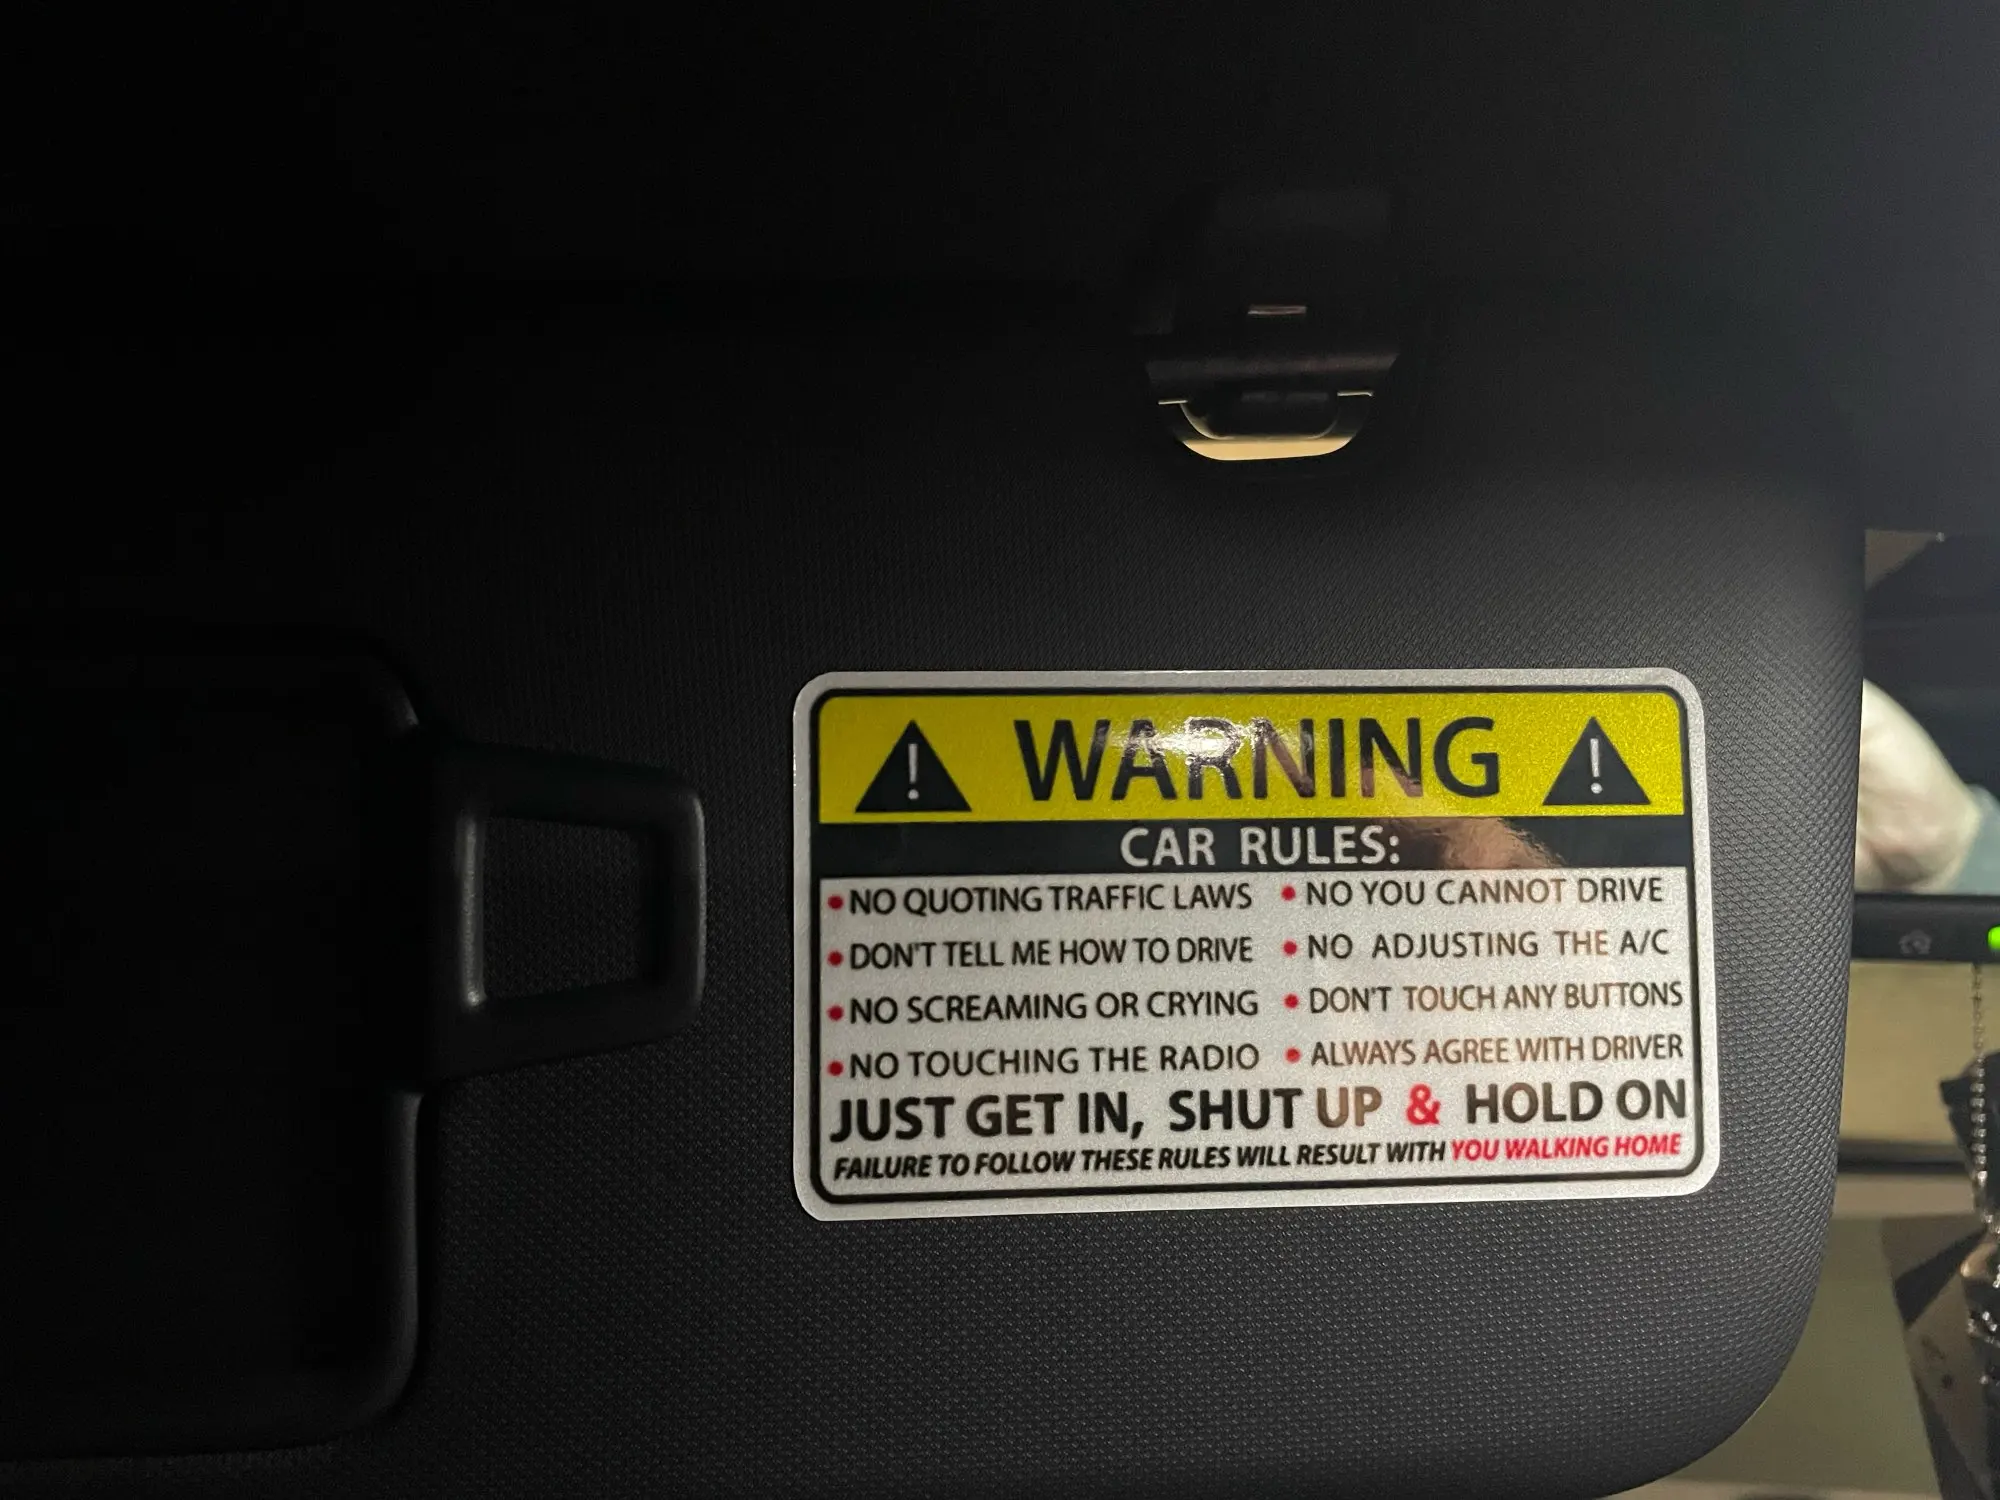 WARNING
CAR RULES:
• NO QUOTING TRAFFIC LAWS
• DON'T TELL ME HOW TO DRIVE
• NO SCREAMING OR CRYING
• NO TOUCHING THE RADIO
• NO YOU CANNOT DRIVE
• NO ADJUSTING THE A/C
• DON'T TOUCH ANY BUTTONS
• ALWAYS AGREE WITH DRIVER
JUST GET IN, SHUT UP & HOLD ON
FAILURE TO FOLLOW THESE RULES WILL RESULT WITH YOU WALKING HOME